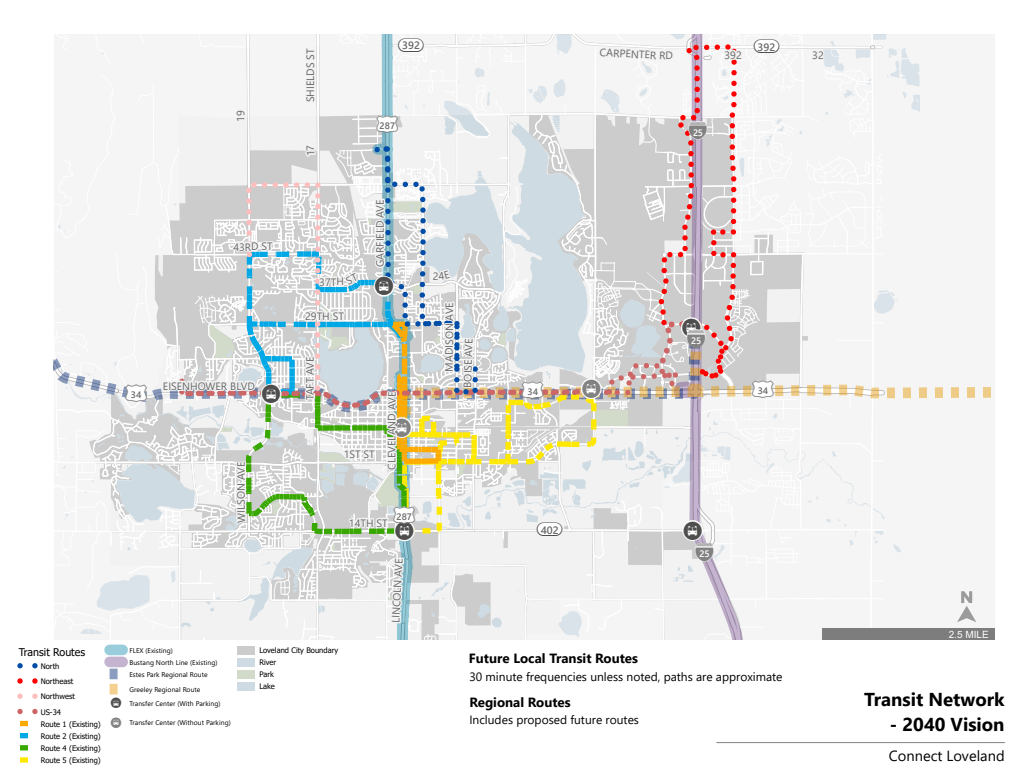 392
CARPENTER RD
392
392
32
SHIELDS ST
19
287
25
17
GARFIELD AVE
43RD ST
37TH ST
24E
29TH ST
MADISON AVE
BOISE AVE
25
TAFT AVE
EISENHOWER BLVD
34
34
34
CLEVELAND AVE
1ST ST
WILSON AVE
14TH ST
287
402
25
LINCOLN AVE
N
2.5 MILE
Transit Routes
North
Northeast
Northwest
US-34
Route 1 (Existing)
Route 2 (Existing)
Route 4 (Existing)
Route 5 (Existing)
FLEX (Existing)
Bustang North Line (Existing)
Estes Park Regional Route
Greeley Regional Route
Transfer Center (With Parking)
Transfer Center (Without Parking)
Loveland City Boundary
River
Park
Lake
Future Local Transit Routes
30 minute frequencies unless noted, paths are approximate
Regional Routes
Includes proposed future routes
Transit Network
- 2040 Vision
Connect Loveland